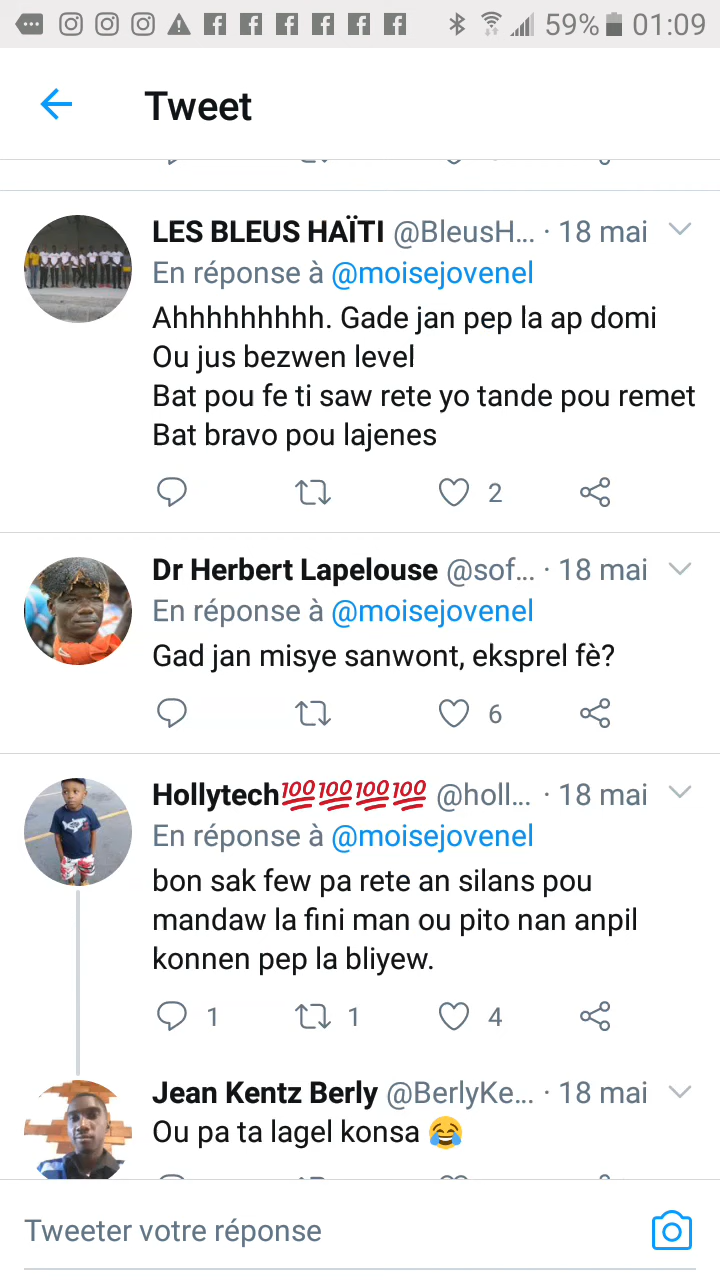 59% 01:09
Tweet
LES BLEUS HAÏTI @BleusH... · 18 mai
En réponse à @moisejovenel
Ahhhhhhhhh. Gade jan pep la ap domi
Ou jus bezwen level
Bat pou fe ti saw rete yo tande pou remet
Bat bravo pou lajenes
2
Dr Herbert Lapelouse @sof... · 18 mai
En réponse à @moisejovenel
Gad jan misye sanwont, eksprel fè?
6
Hollytech💯💯💯💯 @holl... · 18 mai
En réponse à @moisejovenel
bon sak few pa rete an silans pou
mandaw la fini man ou pito nan anpil
konnen pep la bliyew.
1 1 4
Jean Kentz Berly @BerlyKe... · 18 mai
Ou pa ta lagel konsa 😂
Tweeter votre réponse